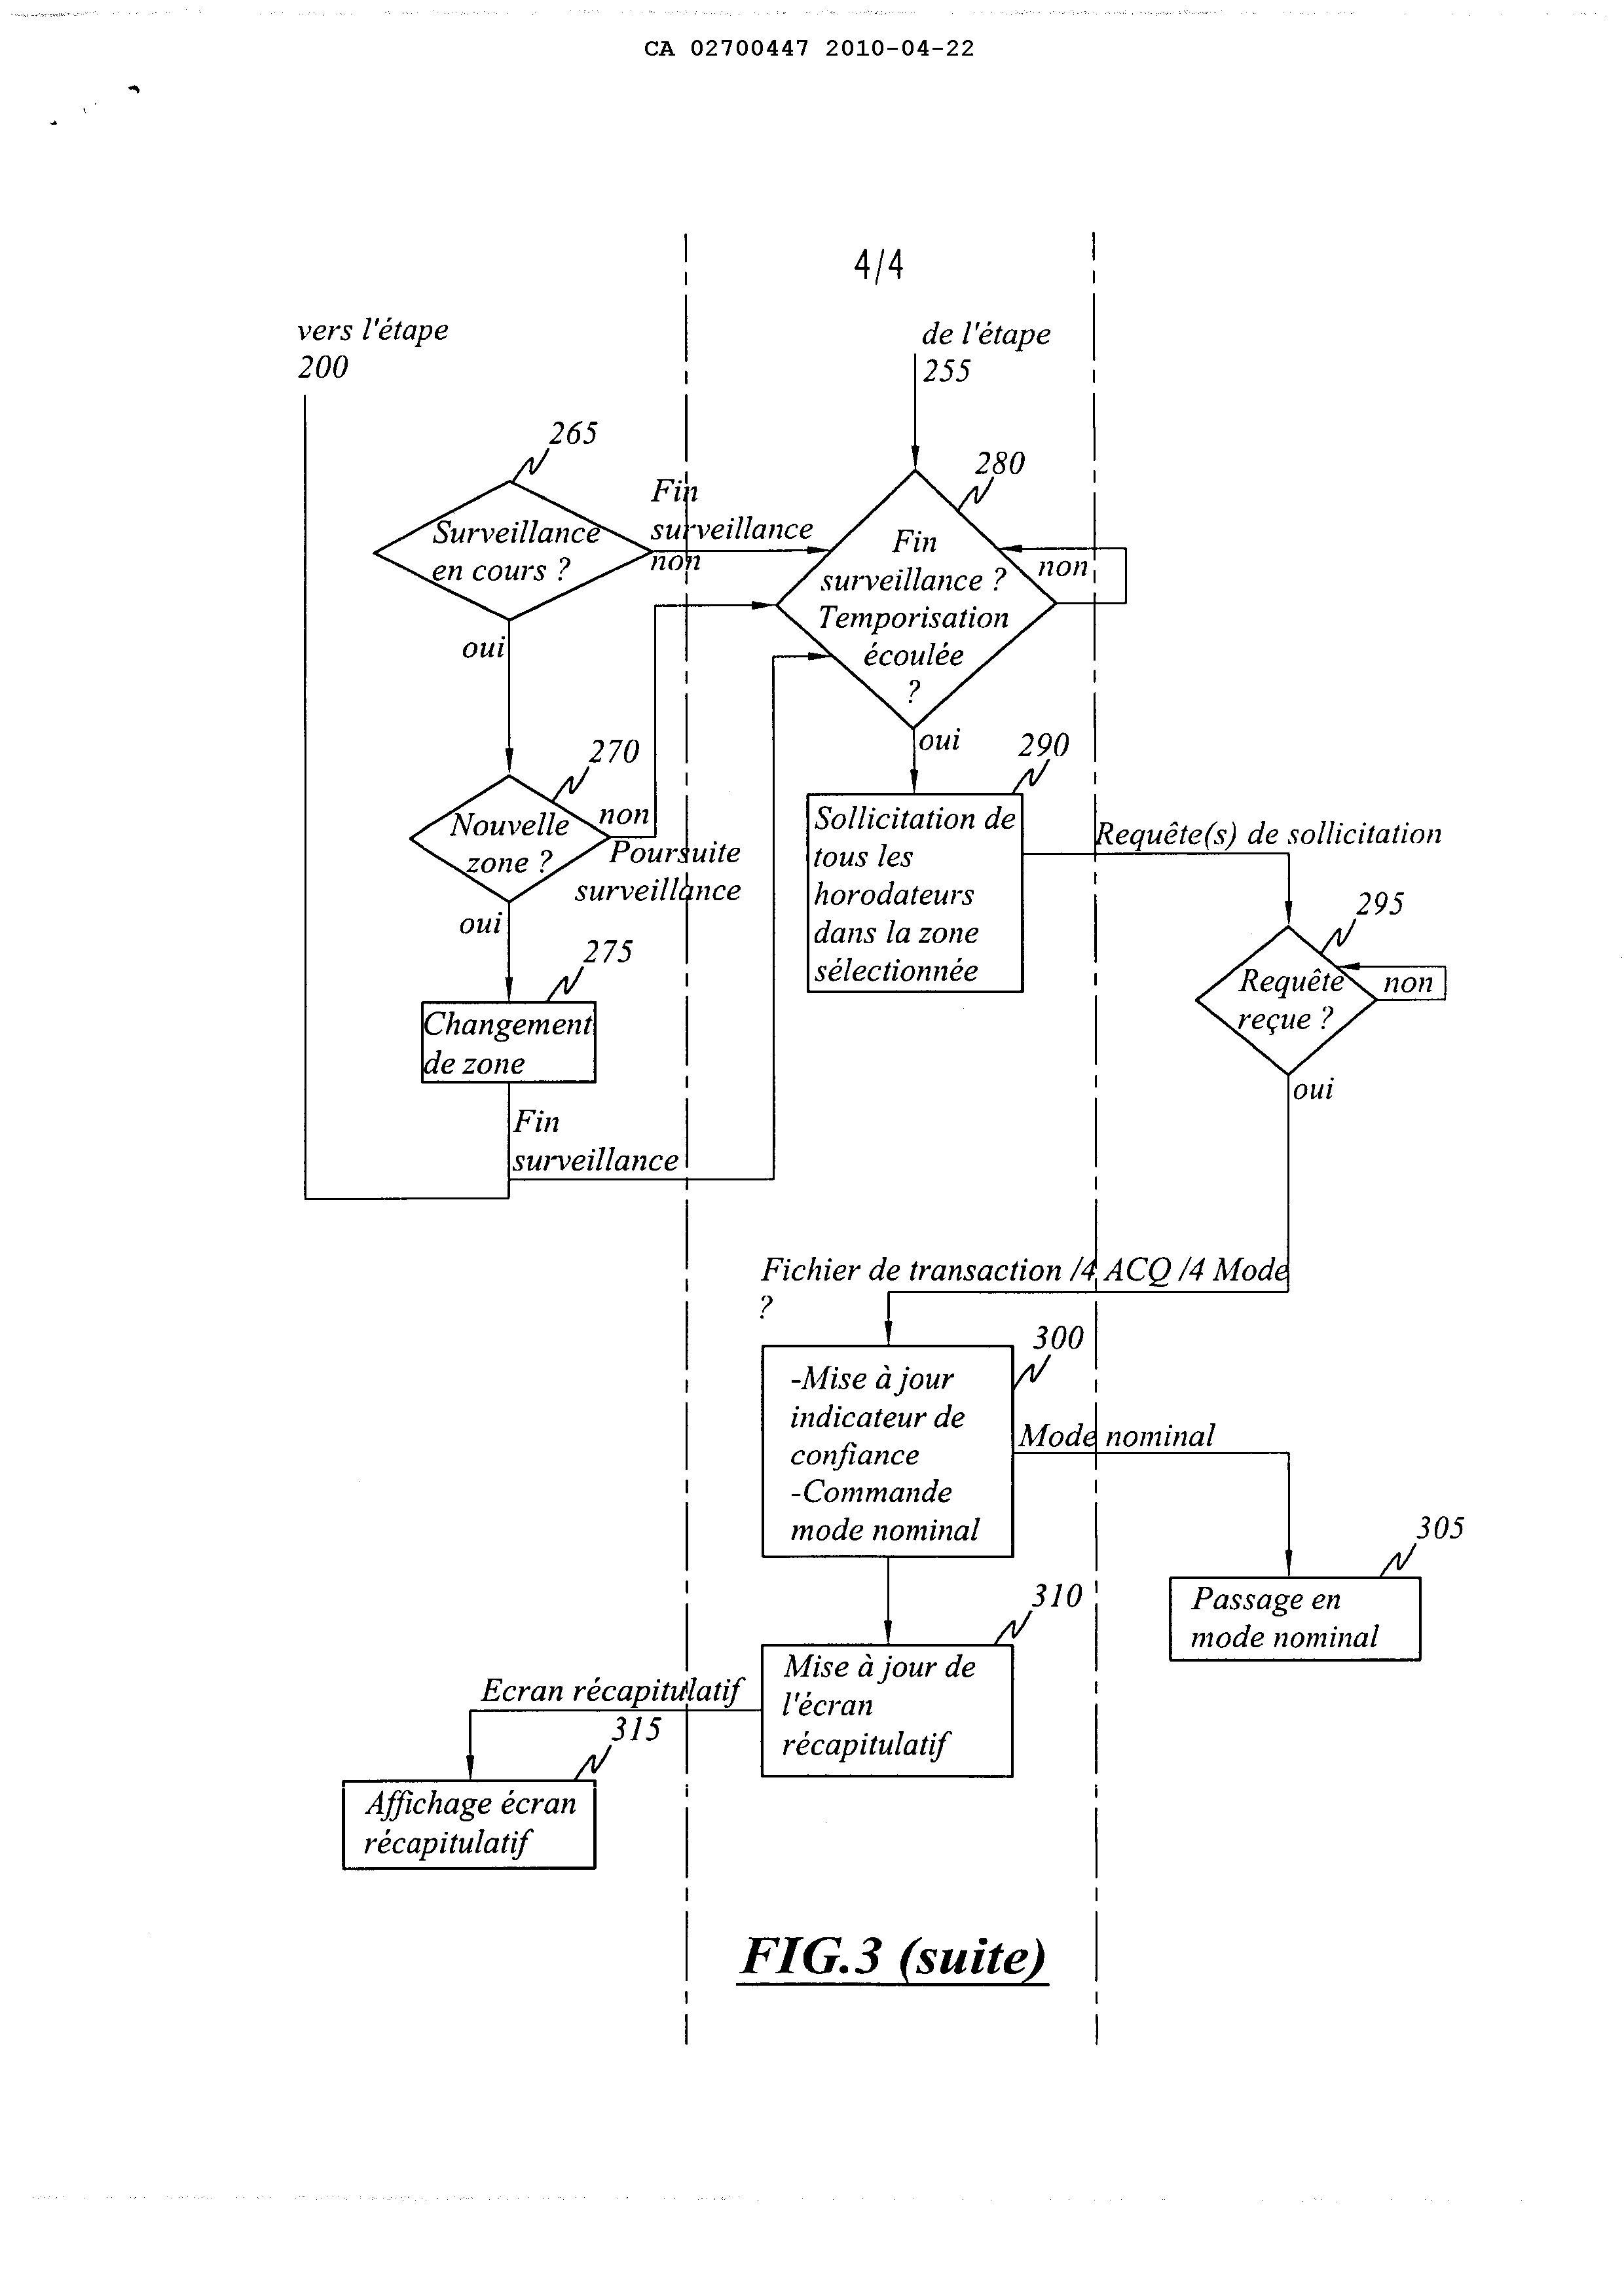 CA 02700447 2010-04-22
4/4
vers l'étape
200
de l'étape
255
265
Surveillance
en cours ?
Fin
surveillance
non
oui
280
Fin
surveillance ?
Temporisation
écoulée
?
non
oui
270
Nouvelle
zone ?
non
Poursuite
surveillance
oui
275
Changement
de zone
Fin
surveillance
290
Sollicitation de
tous les
horodateurs
dans la zone
sélectionnée
Requête(s) de sollicitation
295
Requête
reçue ?
non
oui
Fichier de transaction /4 ACQ /4 Mode
?
300
-Mise à jour
indicateur de
confiance
-Commande
mode nominal
Mode nominal
305
Passage en
mode nominal
310
Mise à jour de
l'écran
récapitulatif
Ecran récapitulatif
315
Affichage écran
récapitulatif
FIG.3 (suite)